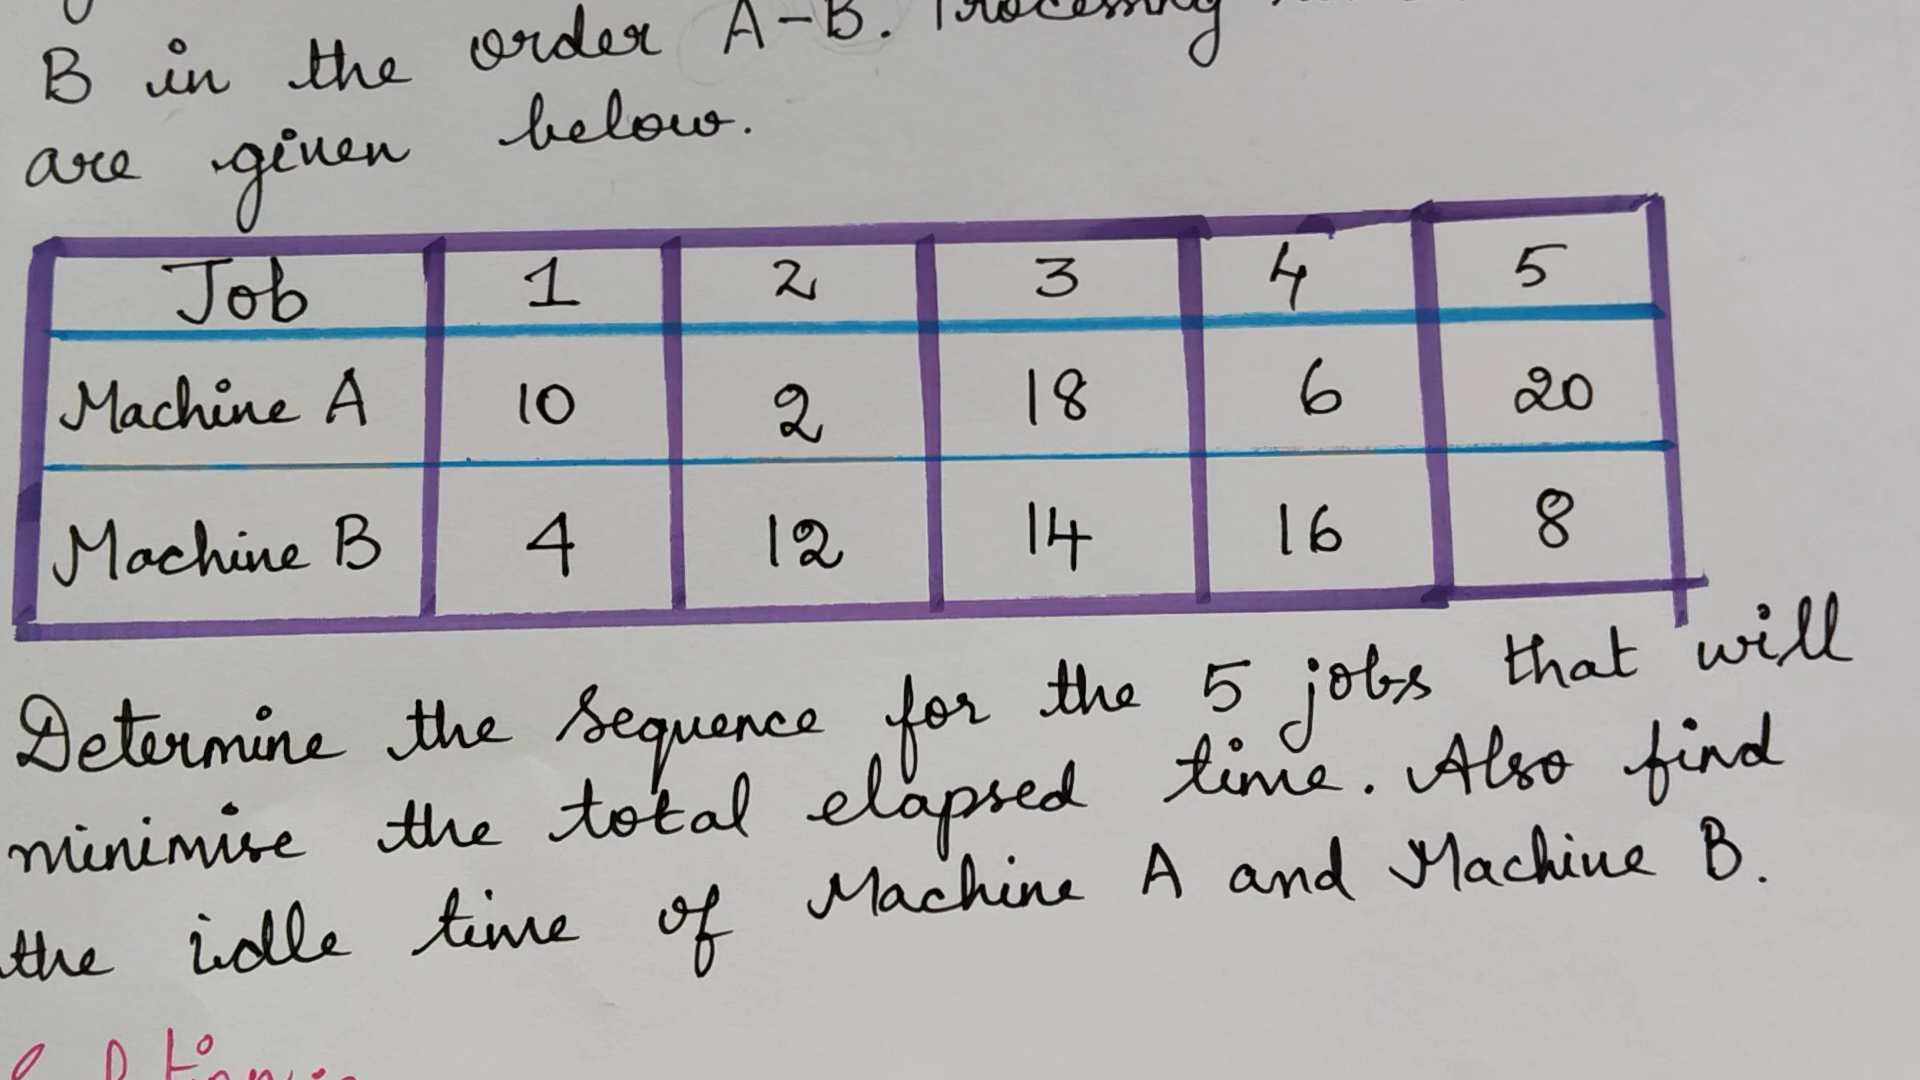 B in the order A-B. Processing
are given below.
Job 1 2 3 4 5
Machine A 10 2 18 6 20
Machine B 4 12 14 16 8
Determine the sequence for the 5 jobs that will
minimise the total elapsed time. Also find
the idle time of Machine A and Machine B.